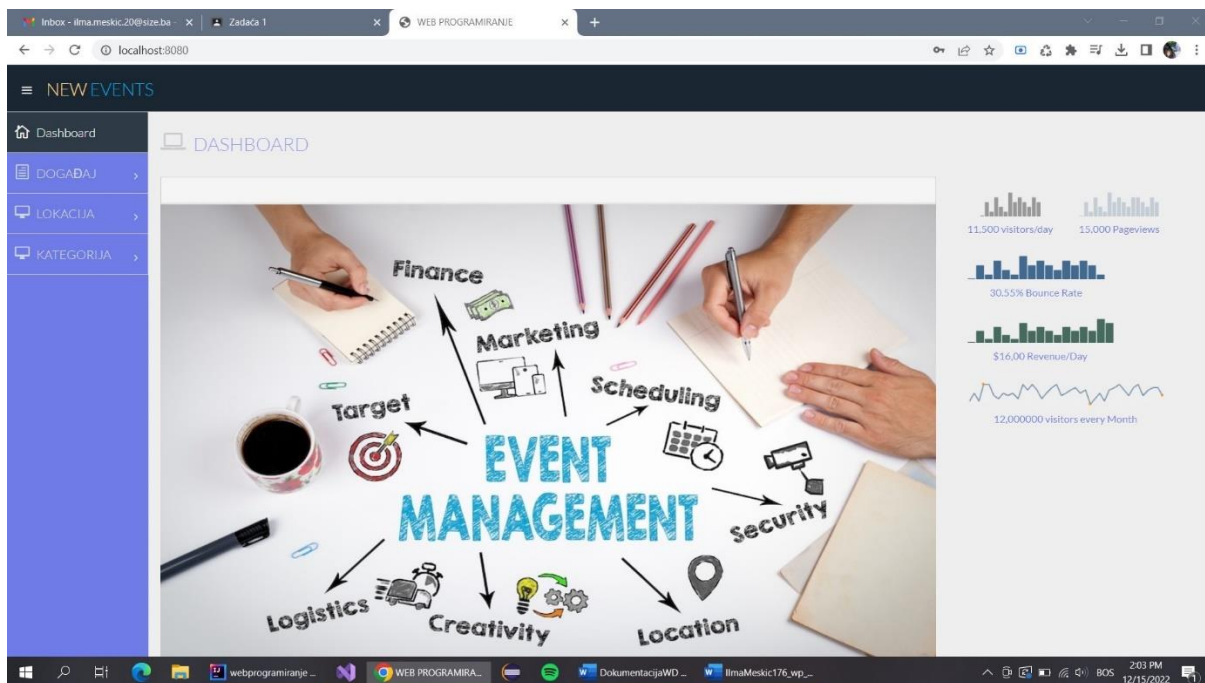 Inbox - ilma.meskic.20@size.ba -
Zadaća 1
WEB PROGRAMIRANJE
localhost:8080
NEW EVENTS
Dashboard
DOGAĐAJ
LOKACIJA
KATEGORIJA
DASHBOARD
Finance
Marketing
Scheduling
Target
EVENT
MANAGEMENT
Security
Logistics
Creativity
Location
11,500 visitors/day
15,000 Pageviews
30.55% Bounce Rate
$16,00 Revenue/Day
12,000000 visitors every Month
webprogramiranje ...
WEB PROGRAMIRA...
DokumentacijaWD ...
IlmaMeskic176_wp_...
BOS
2:03 PM
12/15/2022